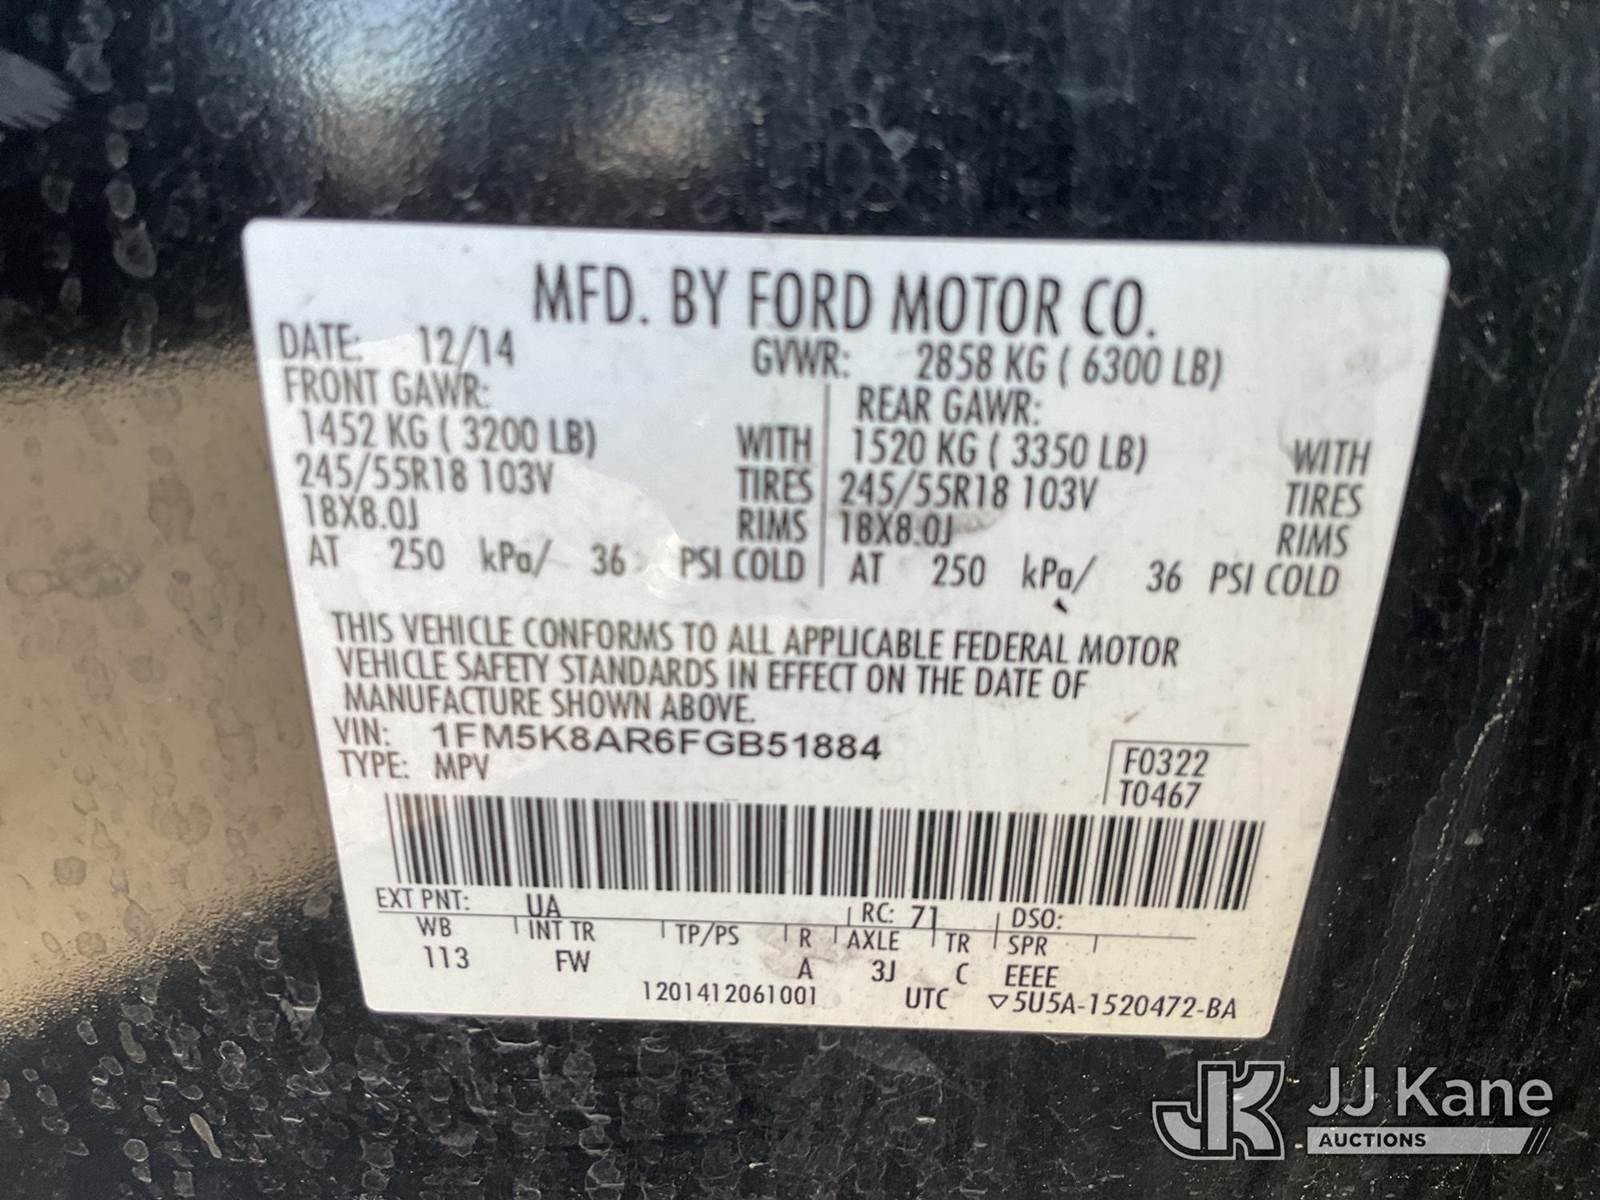 MFD. BY FORD MOTOR CO.
DATE: 12/14 GVWR: 2858 KG ( 6300 LB)
FRONT GAWR: REAR GAWR:
1452 KG ( 3200 LB) WITH 1520 KG ( 3350 LB) WITH
245/55R18 103V TIRES 245/55R18 103V TIRES
18X8.0J RIMS 18X8.0J RIMS
AT 250 kPa/ 36 PSI COLD AT 250 kPa/ 36 PSI COLD
THIS VEHICLE CONFORMS TO ALL APPLICABLE FEDERAL MOTOR
VEHICLE SAFETY STANDARDS IN EFFECT ON THE DATE OF
MANUFACTURE SHOWN ABOVE.
VIN: 1FM5K8AR6FGB51884
TYPE: MPV
F0322
T0467
EXT PNT: UA RC: 71 DSO:
WB INT TR TP/PS R AXLE TR SPR
113 FW A 3J C EEEE
1201412061001 UTC ▽5U5A-1520472-BA
JK JJ Kane
AUCTIONS